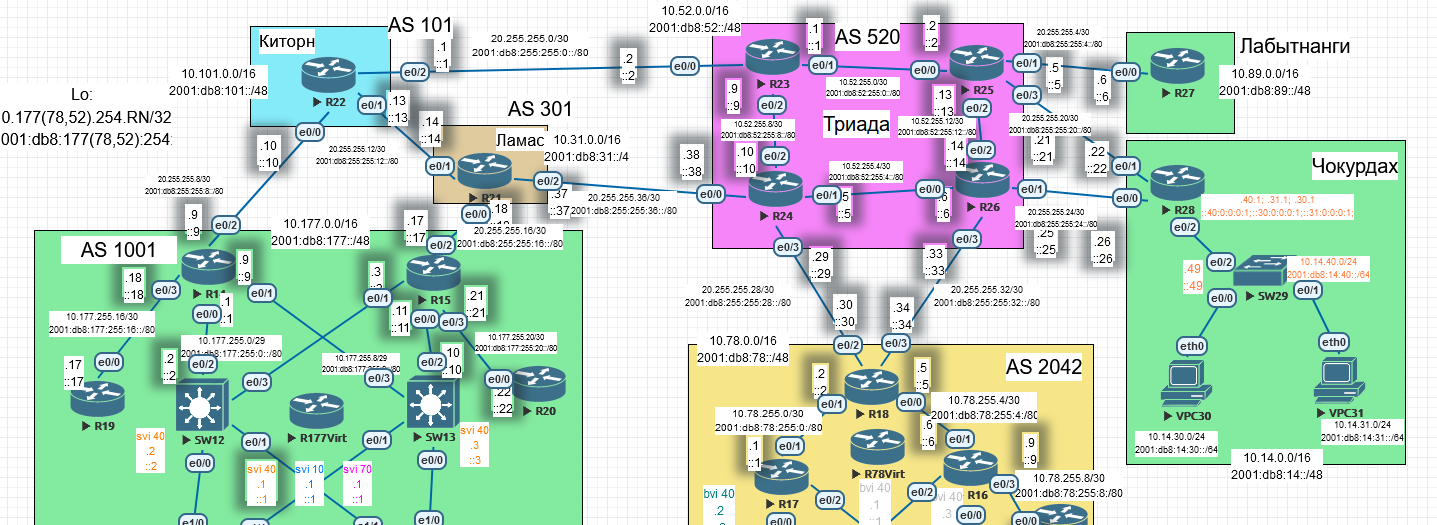 AS 101
Киторн
10.101.0.0/16
2001:db8:101::/48
R22
e0/2
.1
::1
20.255.255.0/30
2001:db8:255:255:0::/80
.2
::2
e0/0
e0/1
.13
::13
e0/0
.10
::10
20.255.255.12/30
2001:db8:255:255:12::/80
Lo:
0.177(78,52).254.RN/32
001:db8:177(78,52):254:
AS 301
Ламас
10.31.0.0/16
2001:db8:31::/4
.14
::14
e0/1
R21
e0/2
.37
::37
20.255.255.36/30
2001:db8:255:255:36::/80
.38
::38
e0/0
e0/0
.18
10.52.0.0/16
2001:db8:52::/48
AS 520
Триада
R23
.1
::1
e0/1
10.52.255.0/30
2001:db8:52:255:0::/80
.2
::2
e0/0
R25
.9
::9
e0/2
10.52.255.8/30
2001:db8:52:255:8::/80
.10
::10
e0/2
R24
.13
::13
e0/2
10.52.255.12/30
2001:db8:52:255:12::/80
.14
::14
e0/2
R26
10.52.255.4/30
2001:db8:52:255:4::/80
e0/1
.5
::5
e0/0
.6
::6
e0/1
20.255.255.4/30
2001:db8:255:255:4::/80
.5
::5
.6
::6
e0/0
e0/3
20.255.255.20/30
2001:db8:255:255:20::/80
.21
::21
.22
::22
e0/1
e0/1
20.255.255.24/30
2001:db8:255:255:24::/80
.25
::25
.26
::26
e0/0
Лабытнанги
R27
10.89.0.0/16
2001:db8:89::/48
Чокурдах
R28
.40.1; .31.1; .30.1
::40:0:0:0:1;::30:0:0:0:1;::31:0:0:0:1;
e0/2
.49
::49
e0/2
SW29
10.14.40.0/24
2001:db8:14:40::/64
e0/0
e0/1
eth0
eth0
VPC30
VPC31
10.14.30.0/24
2001:db8:14:30::/64
10.14.31.0/24
2001:db8:14:31::/64
10.14.0.0/16
2001:db8:14::/48
20.255.255.8/30
2001:db8:255:255:8::/80
.9
::9
e0/2
10.177.0.0/16
2001:db8:177::/48
.17
::17
e0/2
20.255.255.16/30
2001:db8:255:255:16::/80
AS 1001
R14
.18
::18
e0/3
.9
::9
e0/1
.1
::1
e0/0
10.177.255.16/30
2001:db8:177:255:16::/80
.17
::17
e0/0
R19
10.177.255.0/29
2001:db8:177:255:0::/80
.2
::2
e0/2
SW12
svi 40
.2
::2
e0/3
e0/1
e0/0
R177Virt
10.177.255.8/29
e0/3
R15
.3
e0/1
.11
::11
e0/0
.21
::21
e0/3
10.177.255.20/30
2001:db8:177:255:20::/80
e0/0
.22
::22
R20
e0/2
10
::10
SW13
svi 40
.3
::3
e0/1
e0/0
svi 40
.1
::1
svi 10
.1
::1
svi 70
.1
::1
e1/0
e0/1
e1/1
e1/0
e0/3
.29
::29
20.255.255.28/30
2001:db8:255:255:28::/80
.30
::30
e0/2
e0/3
.33
::33
20.255.255.32/30
2001:db8:255:255:32::/80
.34
::34
e0/3
10.78.0.0/16
2001:db8:78::/48
AS 2042
R18
.2
::2
e0/1
.5
::5
e0/0
10.78.255.0/30
2001:db8:78:255:0::/80
.1
::1
e0/1
R17
e0/2
bvi 40
.2
R78Virt
bvi 40
.1
::1
10.78.255.4/30
2001:db8:78:255:4:/80
.6
::6
e0/1
R16
e0/2
bvi 40
.3
e0/0
e0/3
.9
::9
10.78.255.8/30
2001:db8:78:255:8:/80